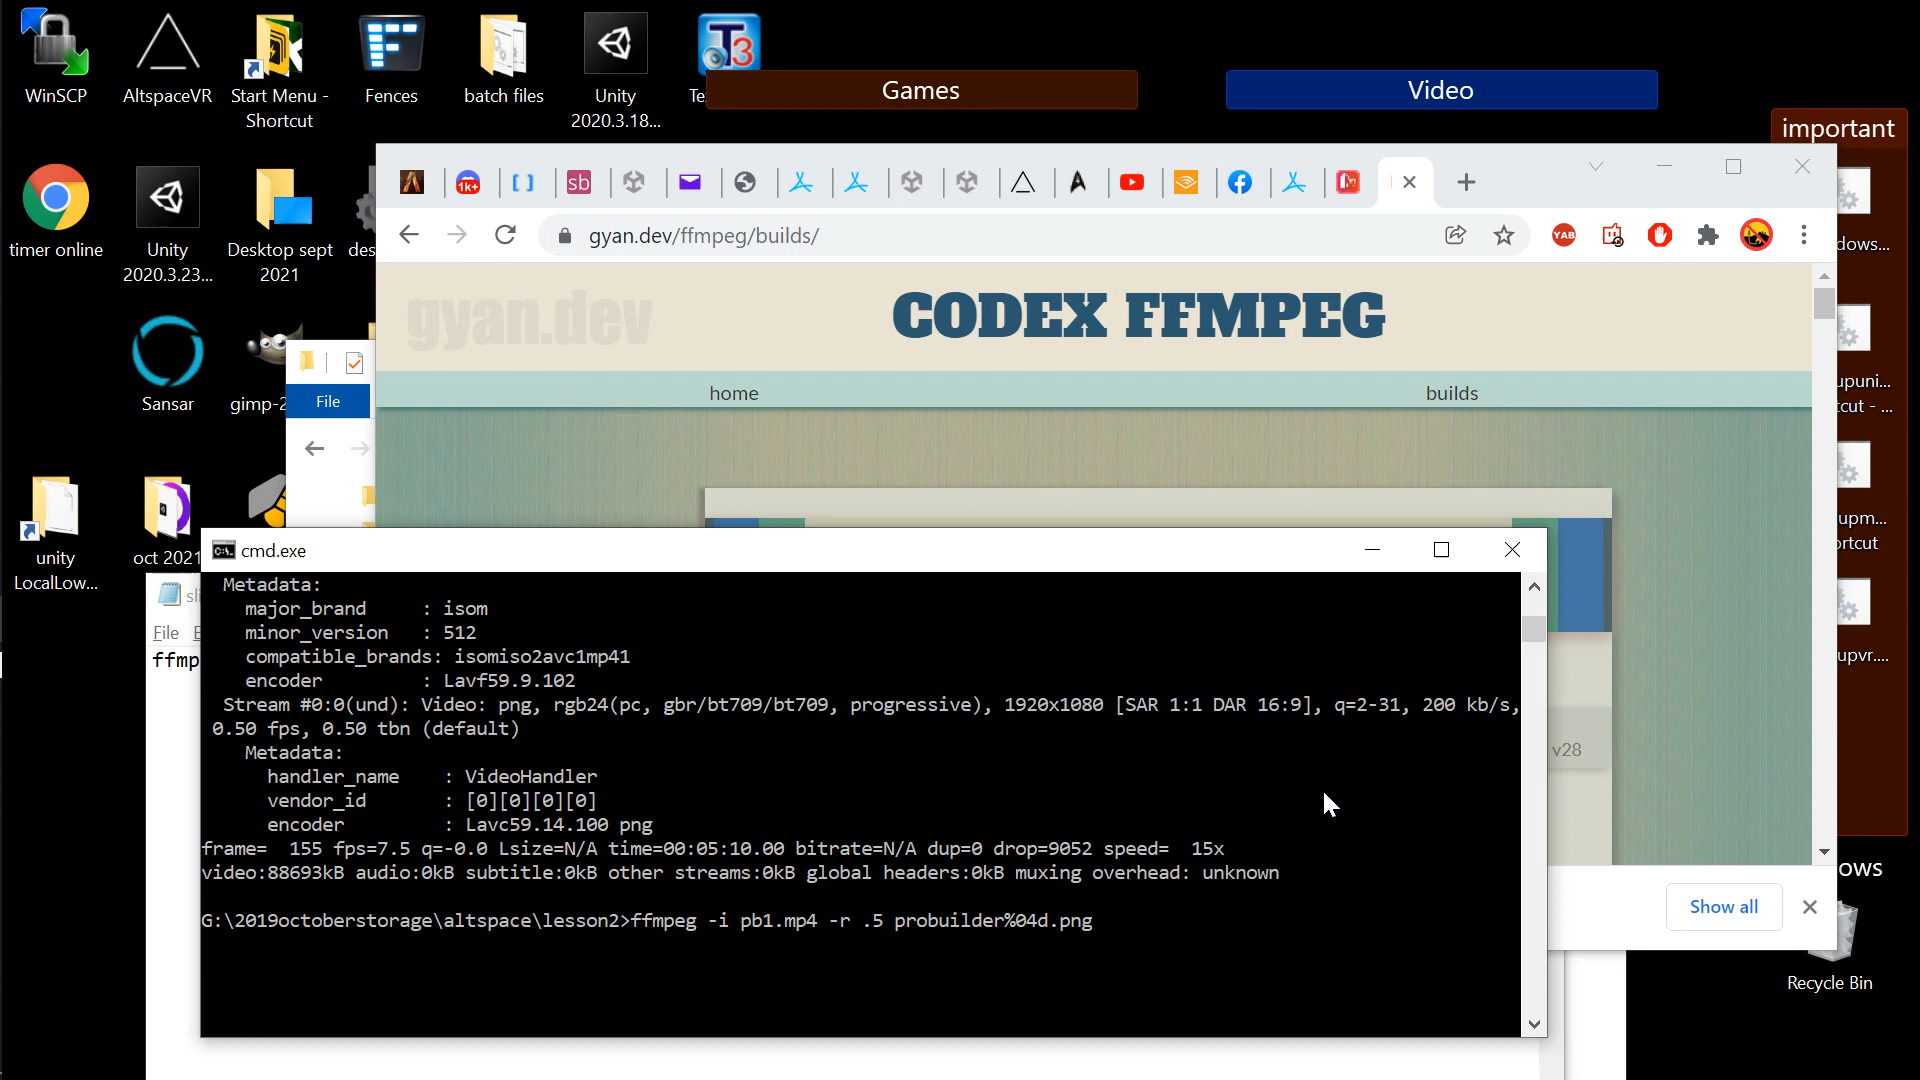 WinSCP
AltspaceVR
Start Menu -
Shortcut
Fences
batch files
Unity
2020.3.18...
Games
Video
important
timer online
Unity
2020.3.23...
Desktop sept
2021
1k+
[ ]
sb
gyan.dev/ffmpeg/builds/
YAB
gyan.dev
CODEX FFMPEG
home
builds
Sansar
File
unity
LocalLow...
oct 2021
cmd.exe
File
ffmp
Metadata:
major_brand : isom
minor_version : 512
compatible_brands: isomiso2avc1mp41
encoder : Lavf59.9.102
Stream #0:0(und): Video: png, rgb24(pc, gbr/bt709/bt709, progressive), 1920x1080 [SAR 1:1 DAR 16:9], q=2-31, 200 kb/s,
0.50 fps, 0.50 tbn (default)
Metadata:
handler_name : VideoHandler
vendor_id : [0][0][0][0]
encoder : Lavc59.14.100 png
frame= 155 fps=7.5 q=-0.0 Lsize=N/A time=00:05:10.00 bitrate=N/A dup=0 drop=9052 speed= 15x
video:88693kB audio:0kB subtitle:0kB other streams:0kB global headers:0kB muxing overhead: unknown
G:\2019octoberstorage\altspace\lesson2>ffmpeg -i pb1.mp4 -r .5 probuilder%04d.png
v28
Show all
Recycle Bin